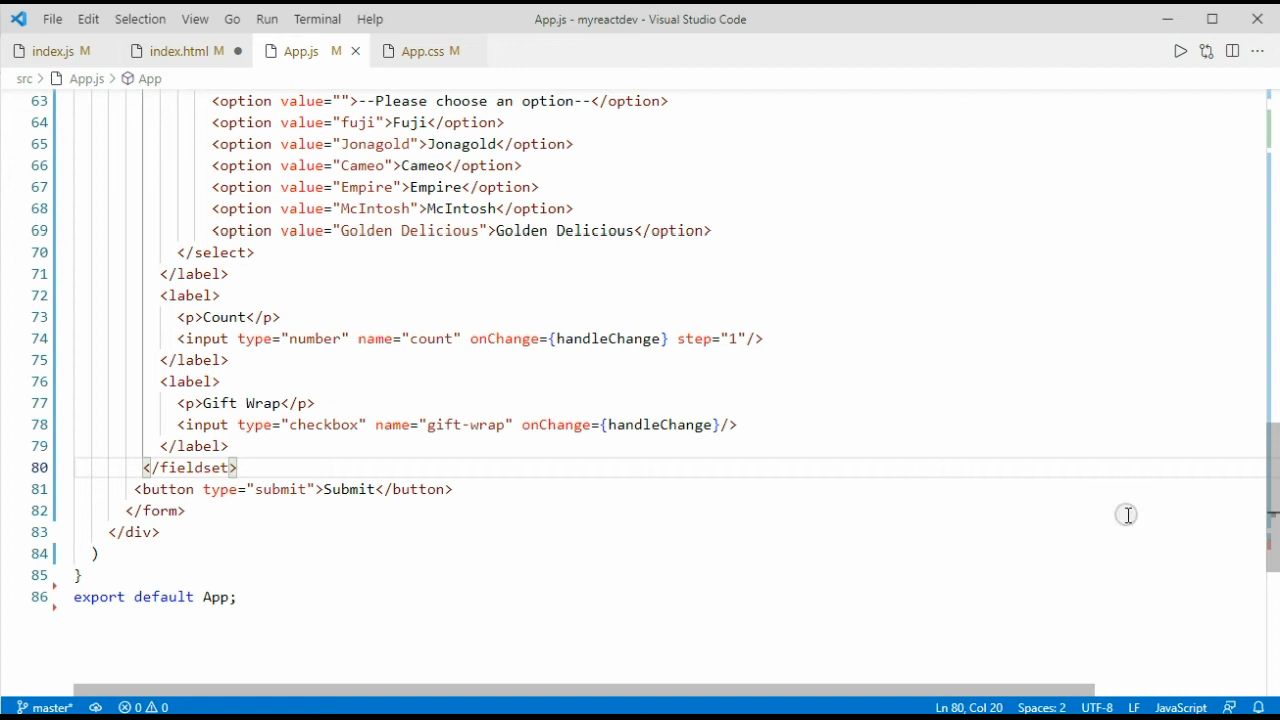 File Edit Selection View Go Run Terminal Help App.js - myreactdev - Visual Studio Code
index.js M index.html M App.js M App.css M
src App.js App
63 <option value="">--Please choose an option--</option>
64 <option value="fuji">Fuji</option>
65 <option value="Jonagold">Jonagold</option>
66 <option value="Cameo">Cameo</option>
67 <option value="Empire">Empire</option>
68 <option value="McIntosh">McIntosh</option>
69 <option value="Golden Delicious">Golden Delicious</option>
70 </select>
71 </label>
72 <label>
73 <p>Count</p>
74 <input type="number" name="count" onChange={handleChange} step="1"/>
75 </label>
76 <label>
77 <p>Gift Wrap</p>
78 <input type="checkbox" name="gift-wrap" onChange={handleChange}/>
79 </label>
80 </fieldset>
81 <button type="submit">Submit</button>
82 </form>
83 </div>
84 )
85 }
86 export default App;
master* 0 0 Ln 80, Col 20 Spaces: 2 UTF-8 LF JavaScript